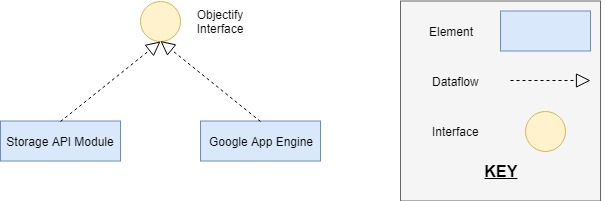 Objectify
Interface
Storage API Module
Google App Engine
Element
Dataflow
Interface
KEY